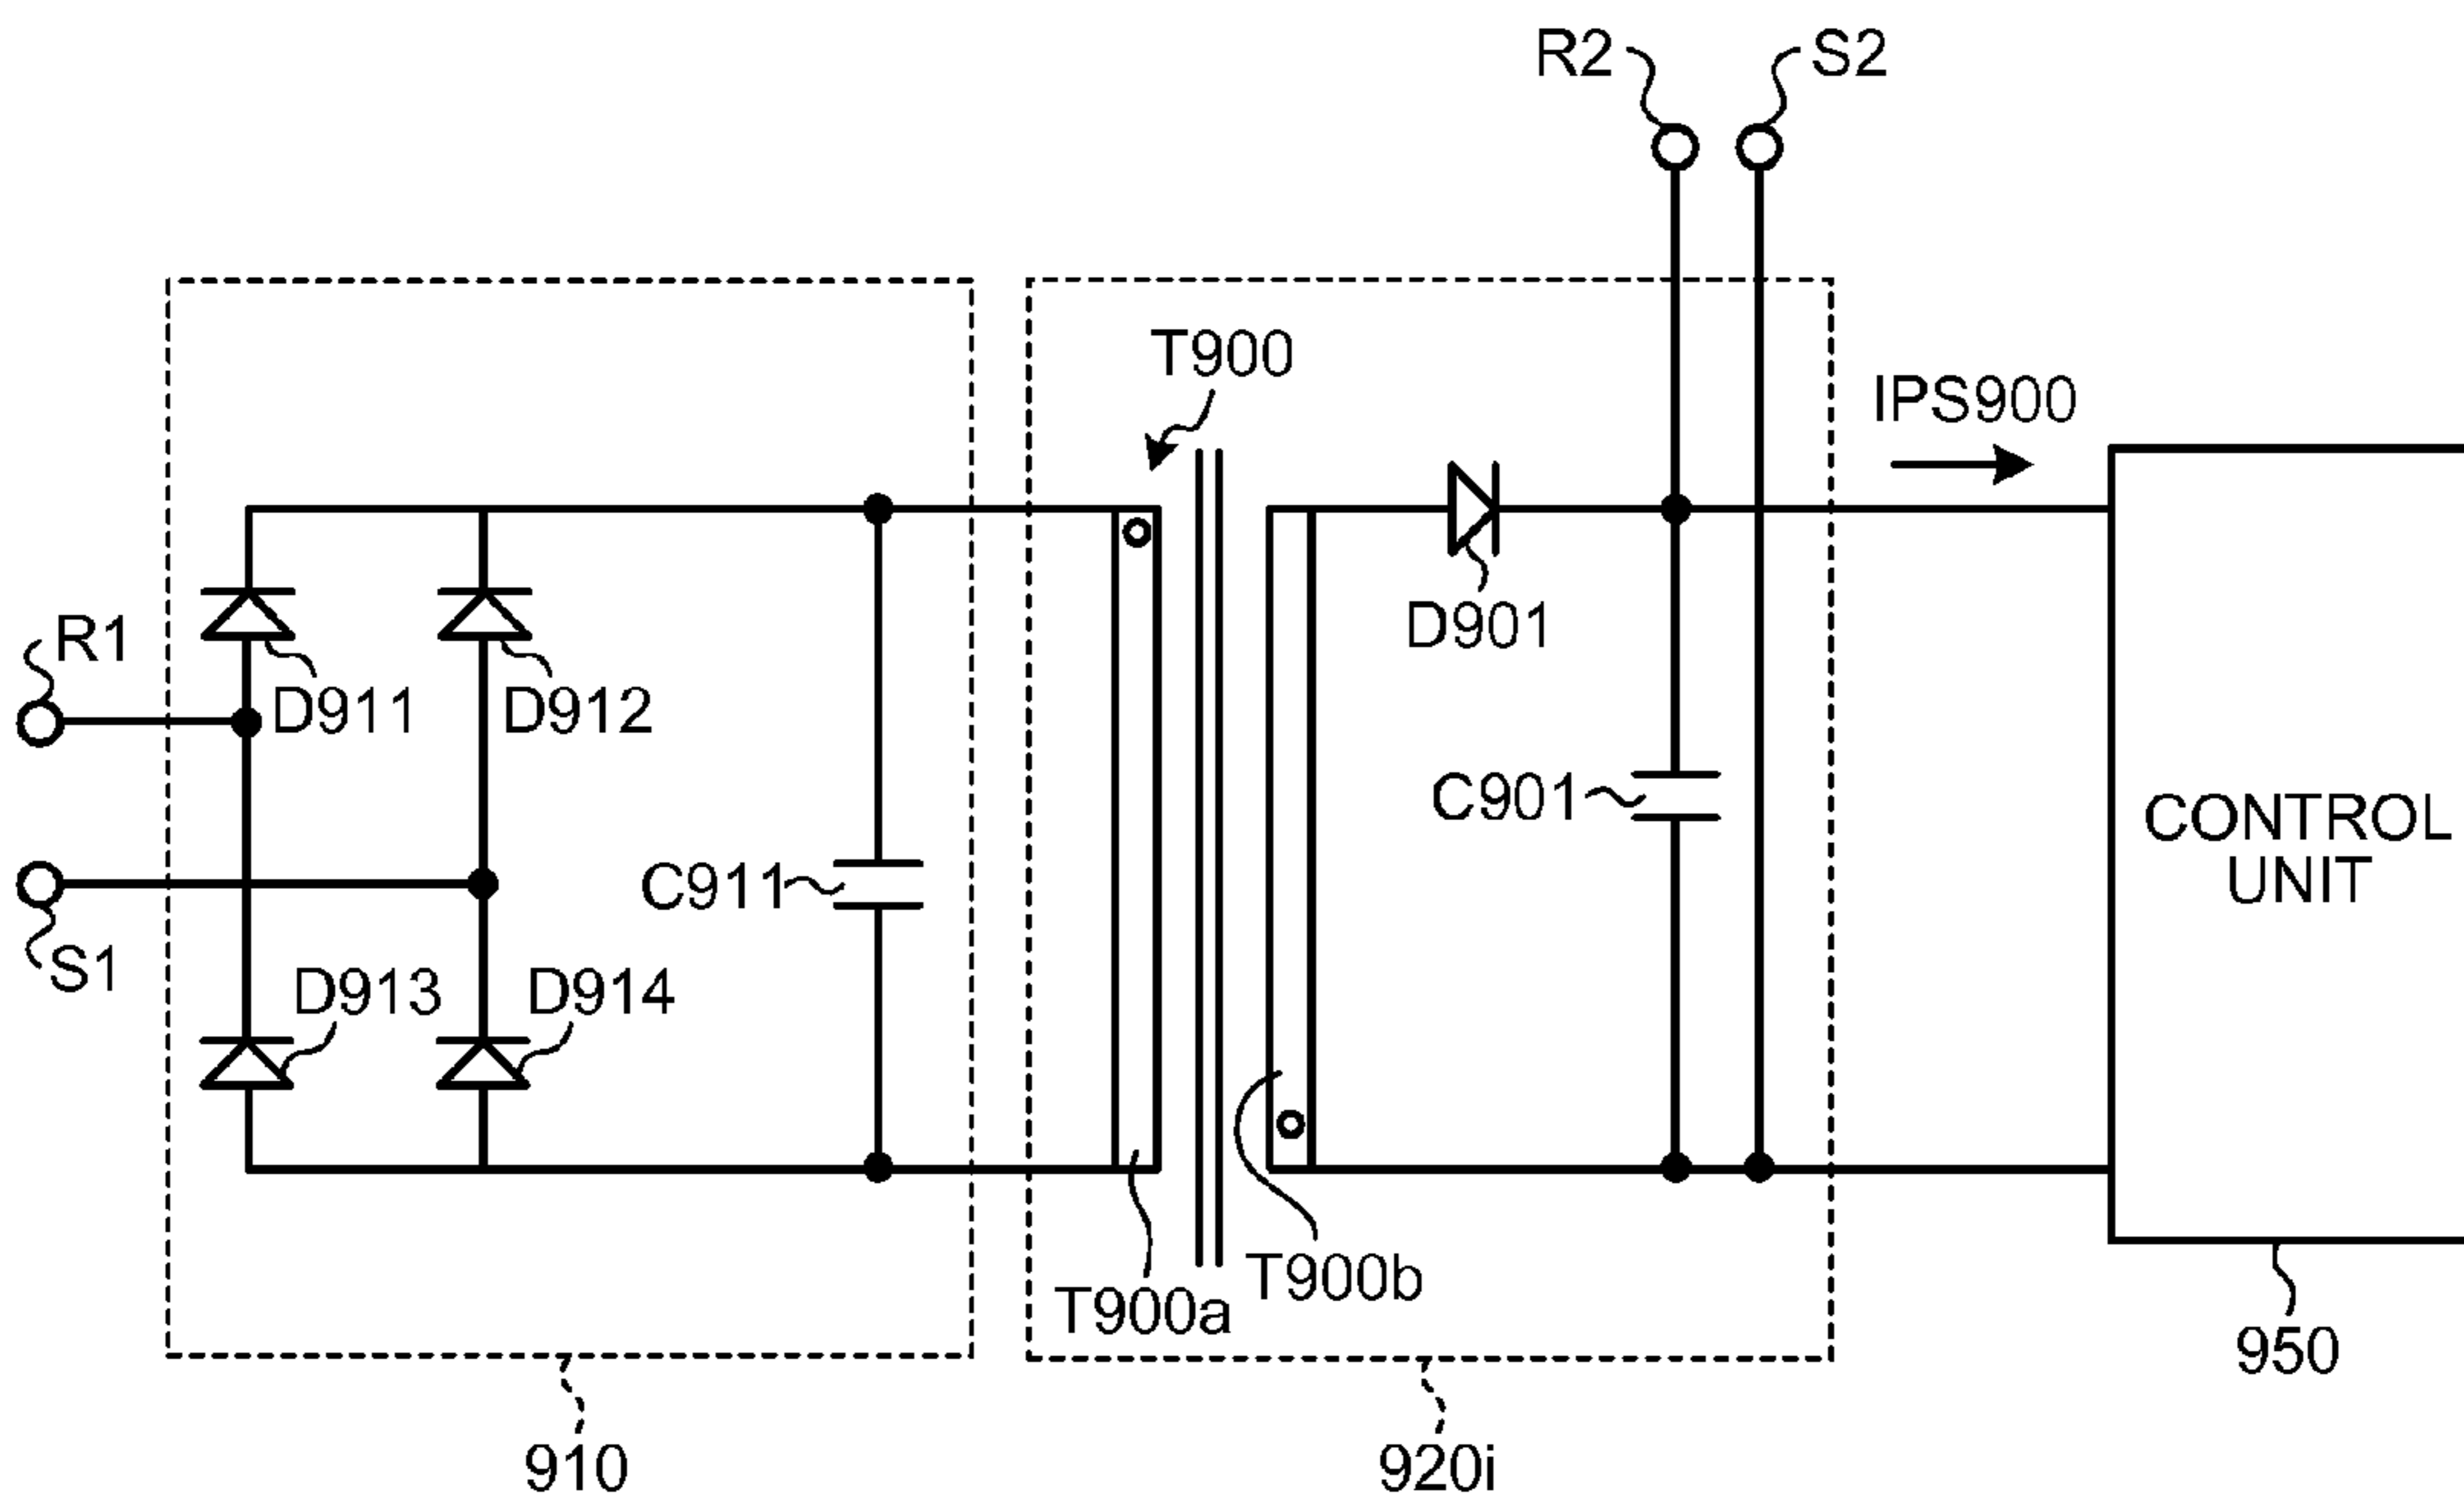 R2
S2
T900
IPS900
R1
D911
D912
D901
C901
CONTROL
UNIT
C911
S1
D913
D914
T900b
T900a
950
910
920i